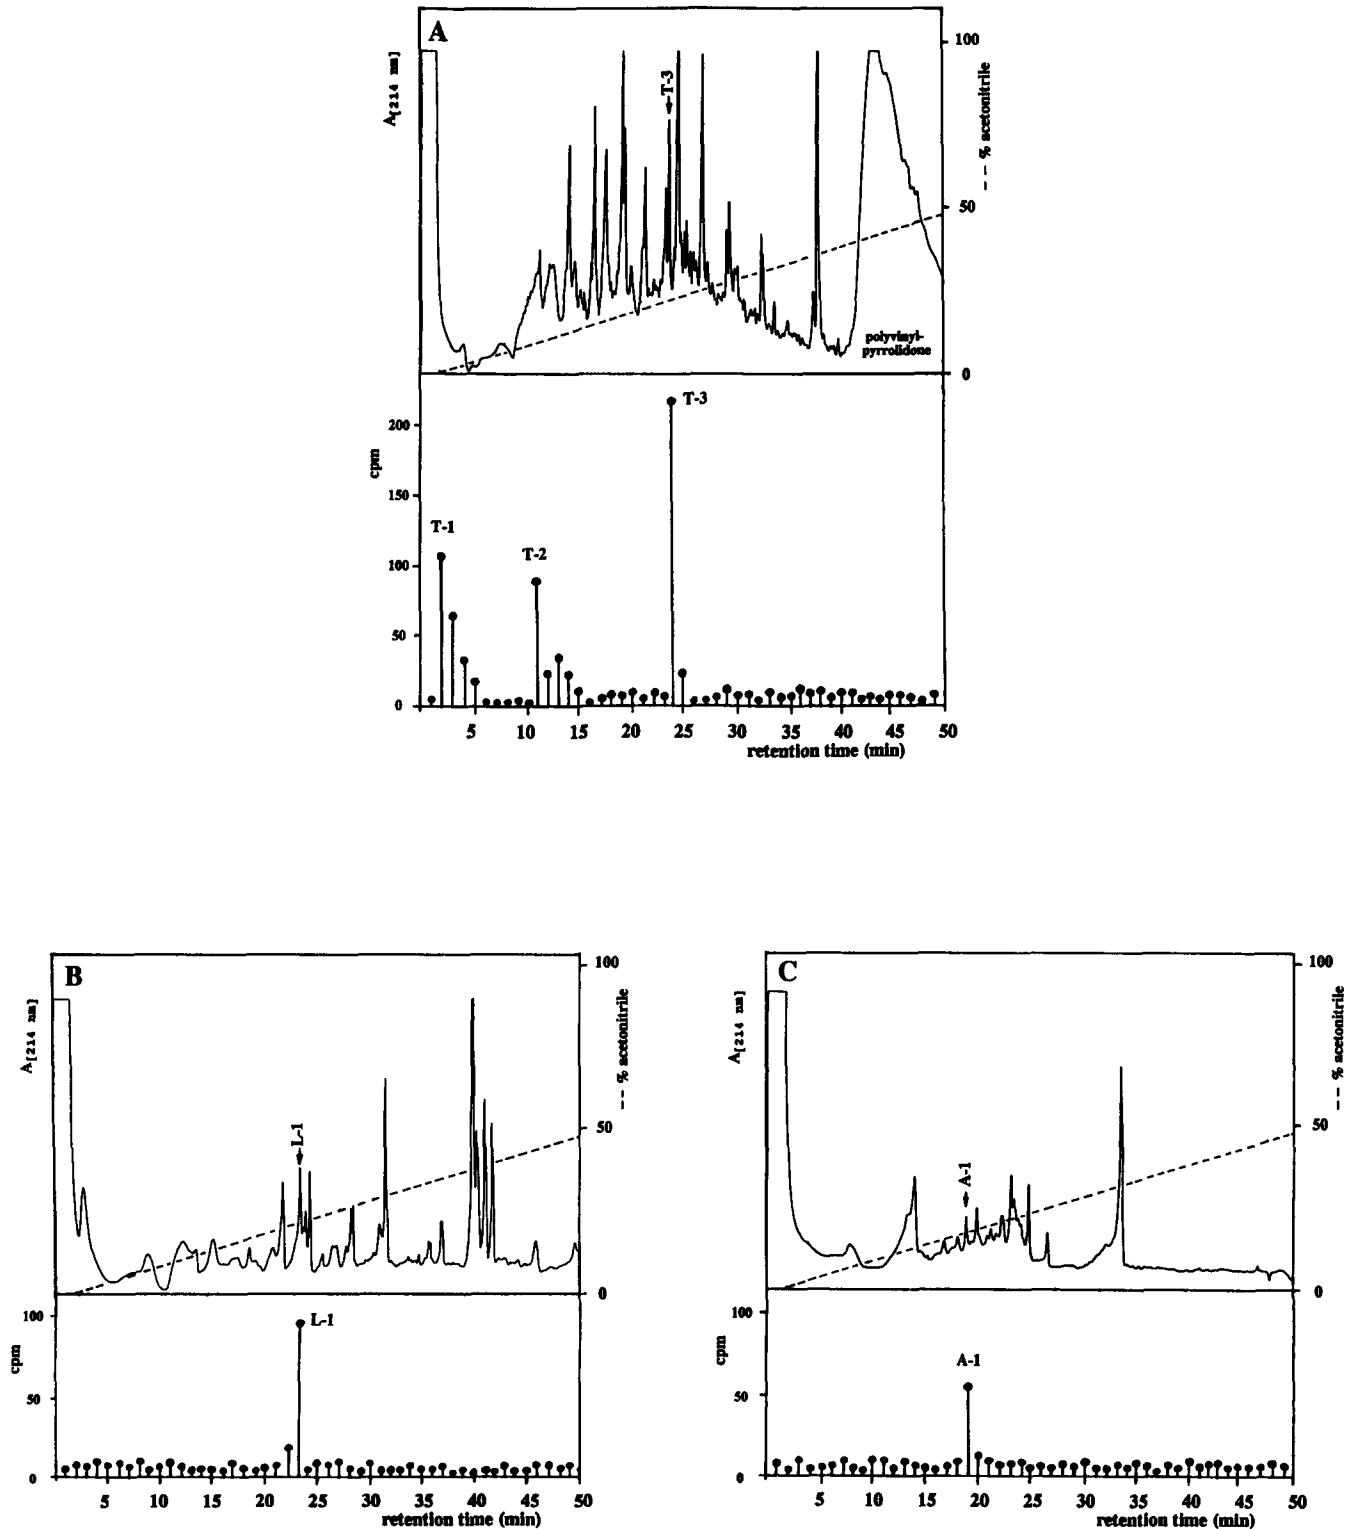 A
A[214 nm]
T-3
100
50
0
-- % acetonitrile
polyvinyl-
pyrrolidone
cpm
200
150
100
50
0
T-1
T-2
T-3
5 10 15 20 25 30 35 40 45 50
retention time (min)
B
A[214 nm]
L-1
100
50
0
-- % acetonitrile
cpm
100
50
0
L-1
5 10 15 20 25 30 35 40 45 50
retention time (min)
C
A[214 nm]
A-1
100
50
0
-- % acetonitrile
cpm
100
50
0
A-1
5 10 15 20 25 30 35 40 45 50
retention time (min)